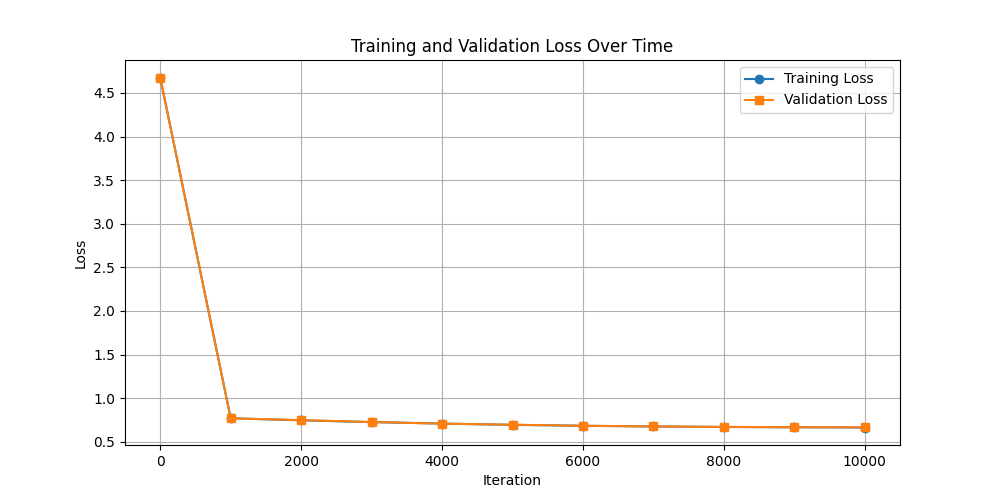 Training and Validation Loss Over Time
Training Loss
Validation Loss
4.5
4.0
3.5
3.0
2.5
2.0
1.5
1.0
0.5
Loss
0 2000 4000 6000 8000 10000
Iteration